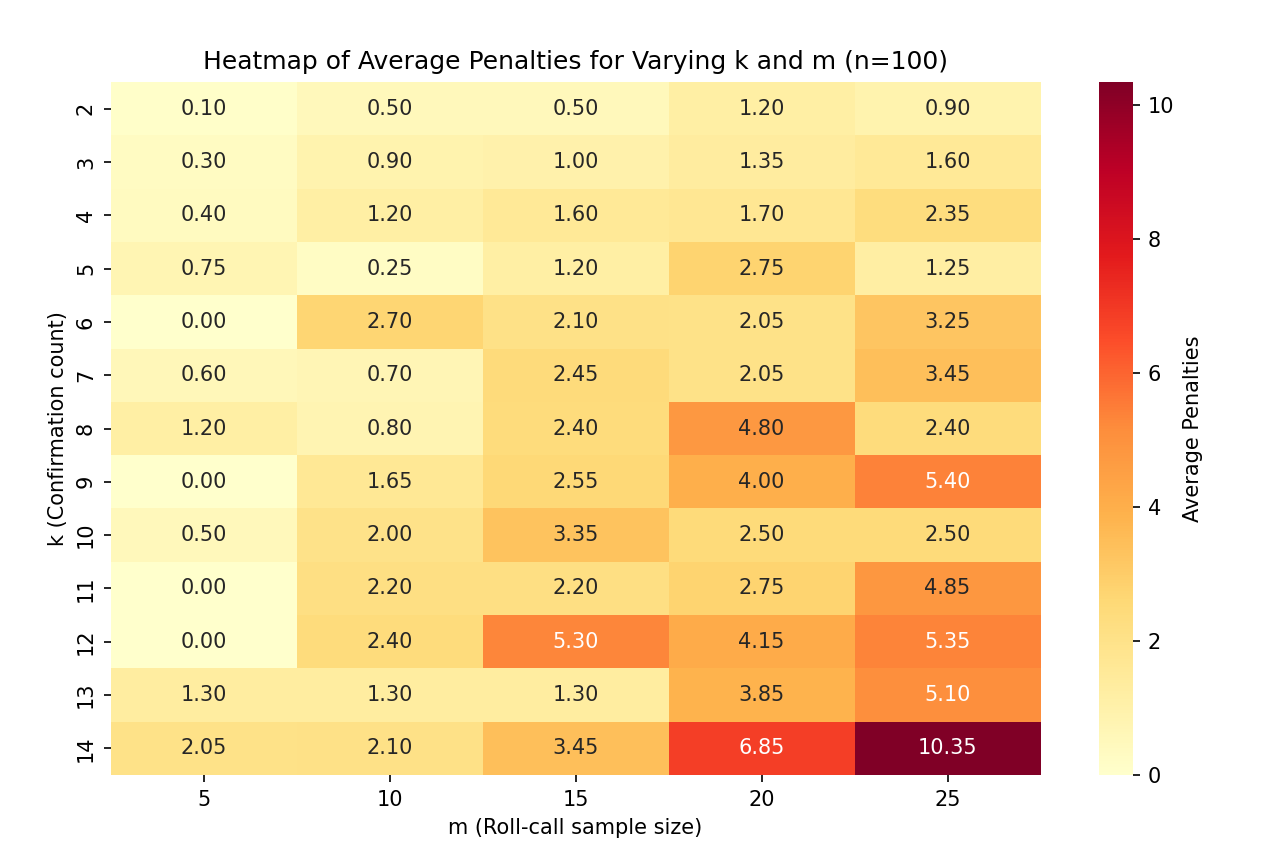 Heatmap of Average Penalties for Varying k and m (n=100)
k (Confirmation count)
2 0.10 0.50 0.50 1.20 0.90
3 0.30 0.90 1.00 1.35 1.60
4 0.40 1.20 1.60 1.70 2.35
5 0.75 0.25 1.20 2.75 1.25
6 0.00 2.70 2.10 2.05 3.25
7 0.60 0.70 2.45 2.05 3.45
8 1.20 0.80 2.40 4.80 2.40
9 0.00 1.65 2.55 4.00 5.40
10 0.50 2.00 3.35 2.50 2.50
11 0.00 2.20 2.20 2.75 4.85
12 0.00 2.40 5.30 4.15 5.35
13 1.30 1.30 1.30 3.85 5.10
14 2.05 2.10 3.45 6.85 10.35
5 10 15 20 25
m (Roll-call sample size)
10
8
6
4
2
0
Average Penalties